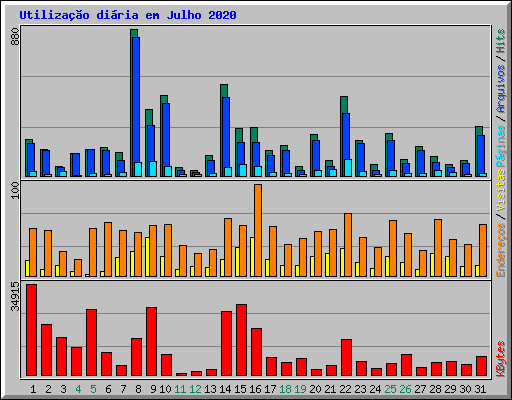 Utilização diária em Julho 2020
880
100
34915
Endereços / Visitas Páginas / Arquivos / Hits
KBytes
1 2 3 4 5 6 7 8 9 10 11 12 13 14 15 16 17 18 19 20 21 22 23 24 25 26 27 28 29 30 31